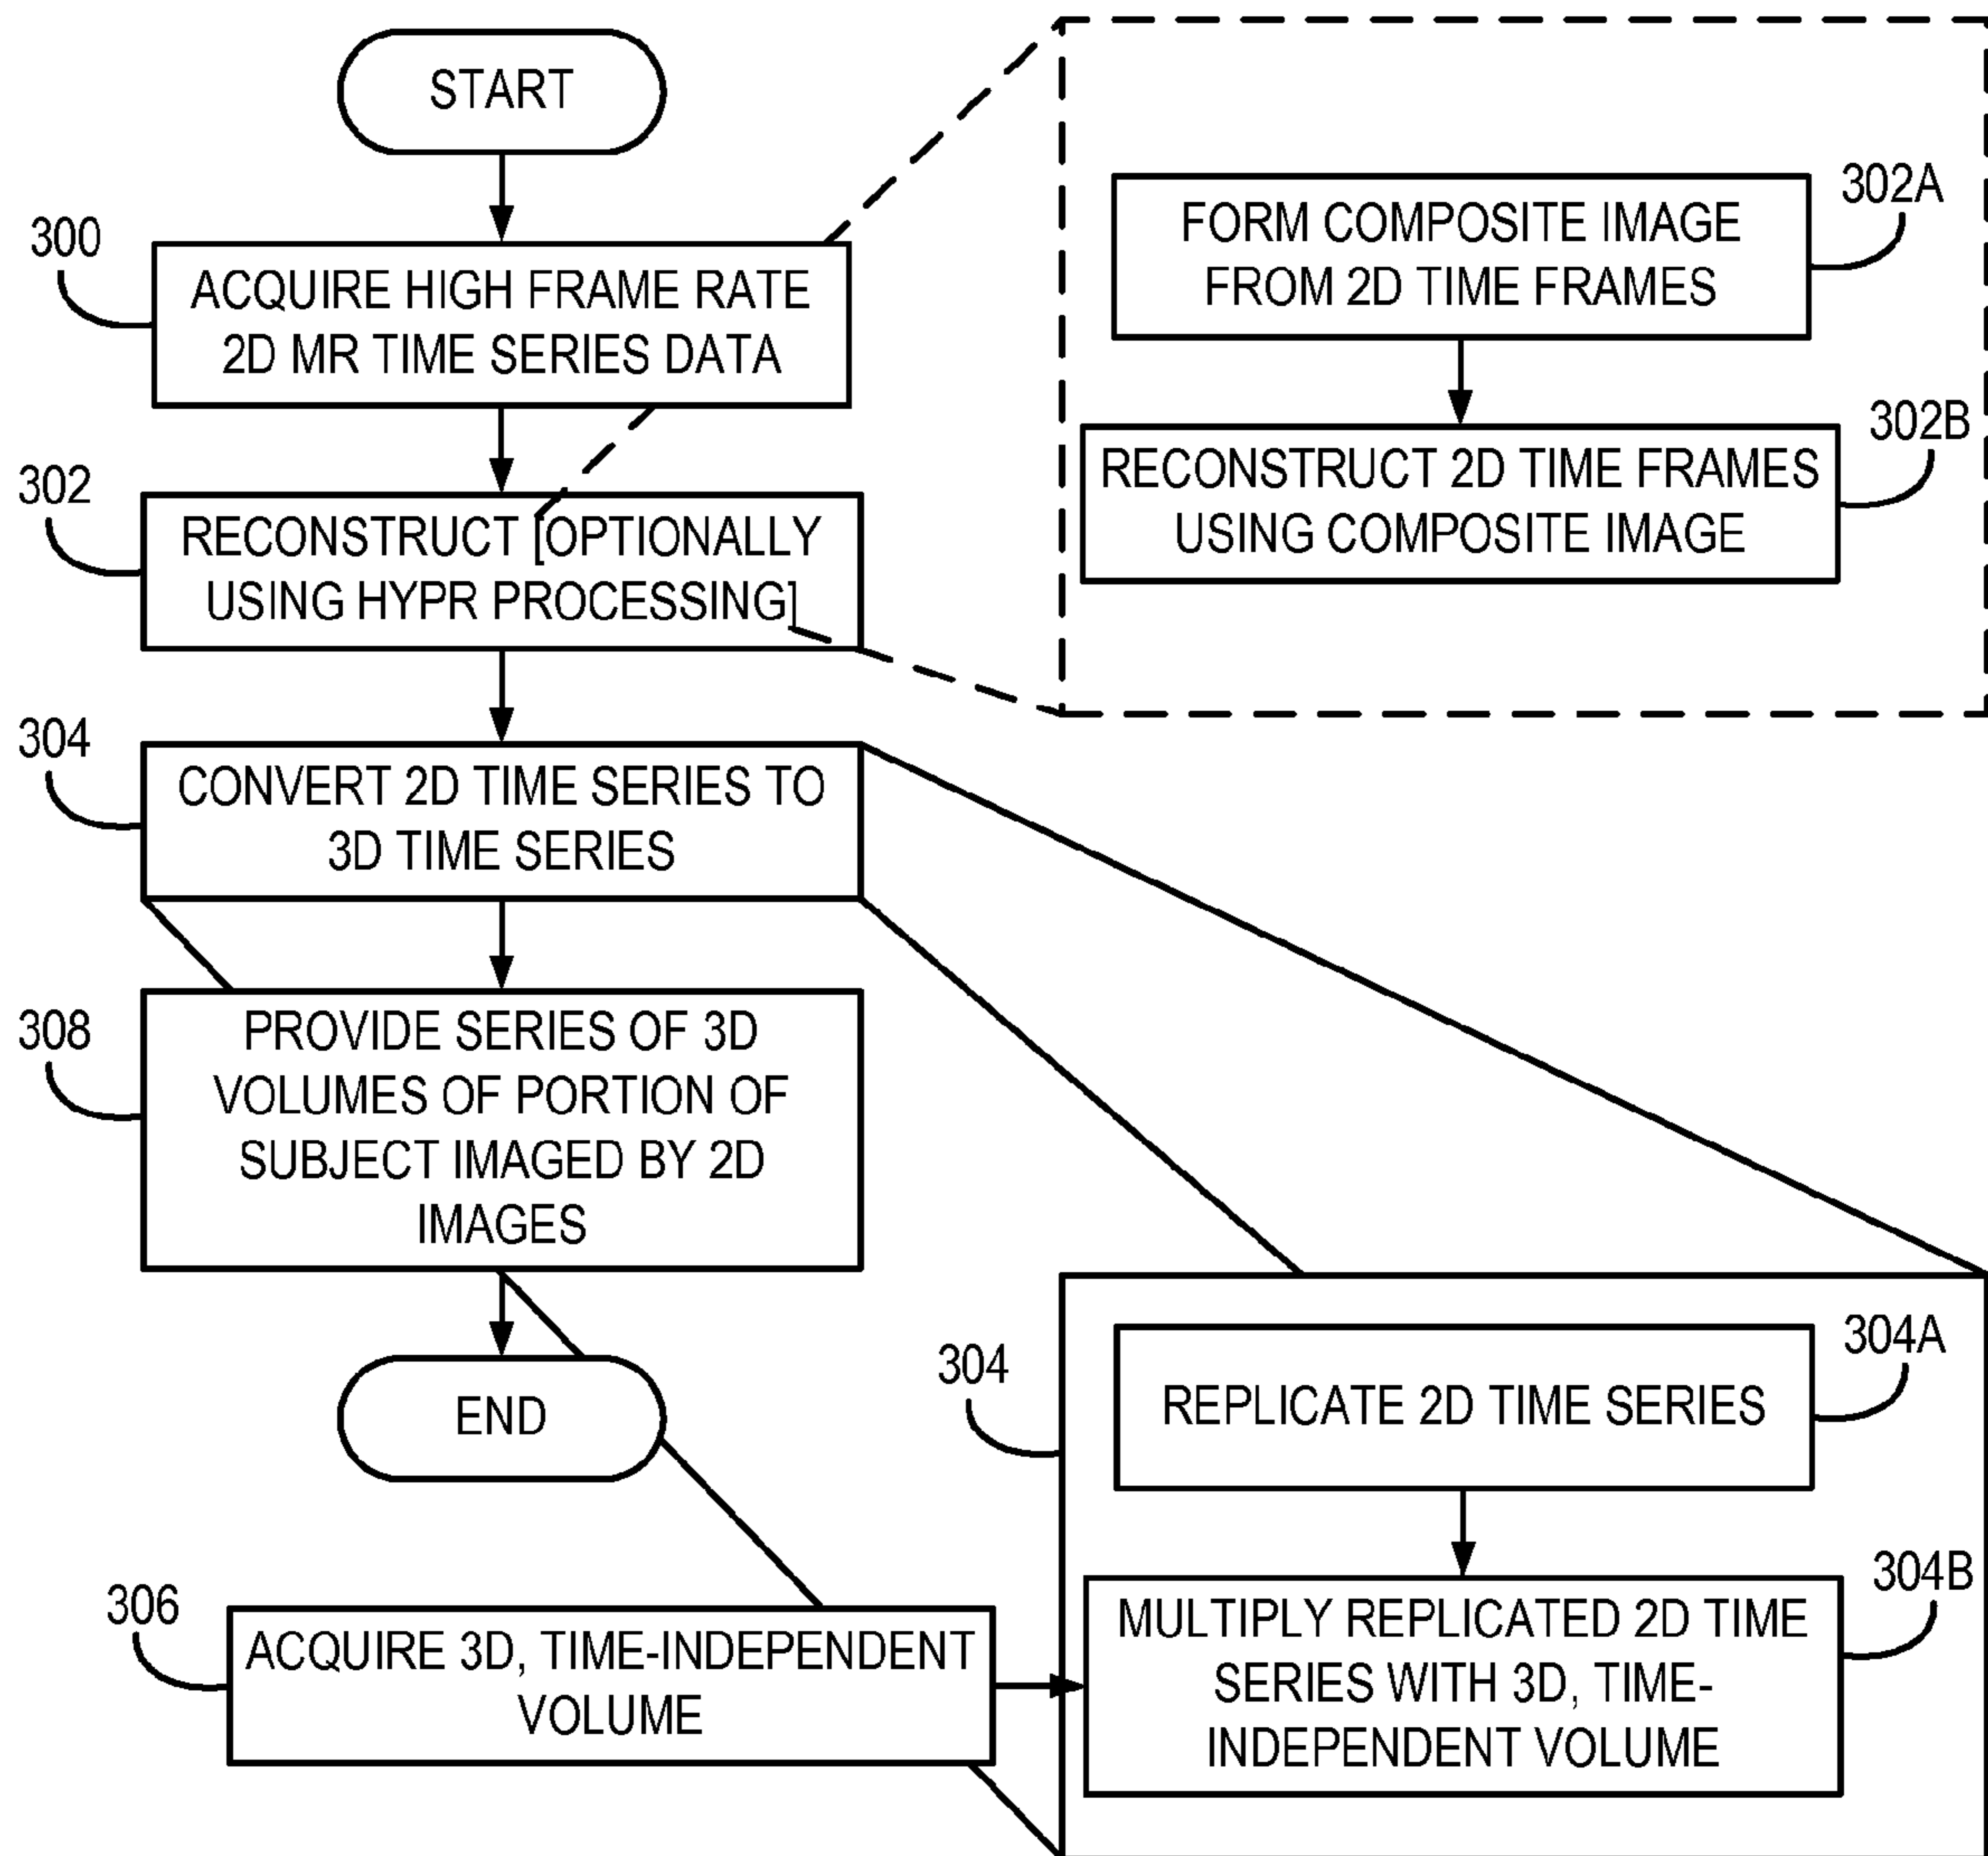 START
300
ACQUIRE HIGH FRAME RATE
2D MR TIME SERIES DATA
302
RECONSTRUCT [OPTIONALLY
USING HYPR PROCESSING]
302A
FORM COMPOSITE IMAGE
FROM 2D TIME FRAMES
302B
RECONSTRUCT 2D TIME FRAMES
USING COMPOSITE IMAGE
304
CONVERT 2D TIME SERIES TO
3D TIME SERIES
308
PROVIDE SERIES OF 3D
VOLUMES OF PORTION OF
SUBJECT IMAGED BY 2D
IMAGES
END
304
304A
REPLICATE 2D TIME SERIES
304B
MULTIPLY REPLICATED 2D TIME
SERIES WITH 3D, TIME-
INDEPENDENT VOLUME
306
ACQUIRE 3D, TIME-INDEPENDENT
VOLUME